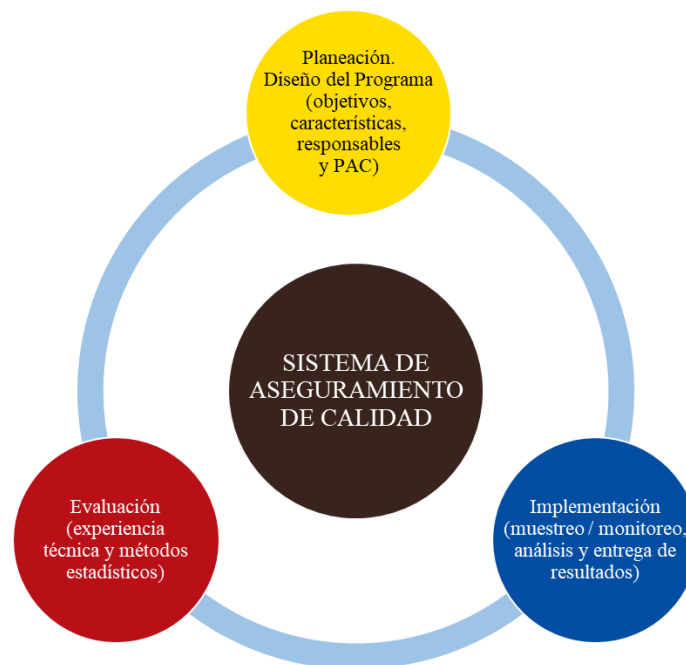 Planeación.
Diseño del Programa
(objetivos,
características,
responsables
y PAC)
SISTEMA DE
ASEGURAMIENTO
DE CALIDAD
Evaluación
(experiencia
técnica y métodos
estadísticos)
Implementación
(muestreo / monitoreo,
análisis y entrega de
resultados)